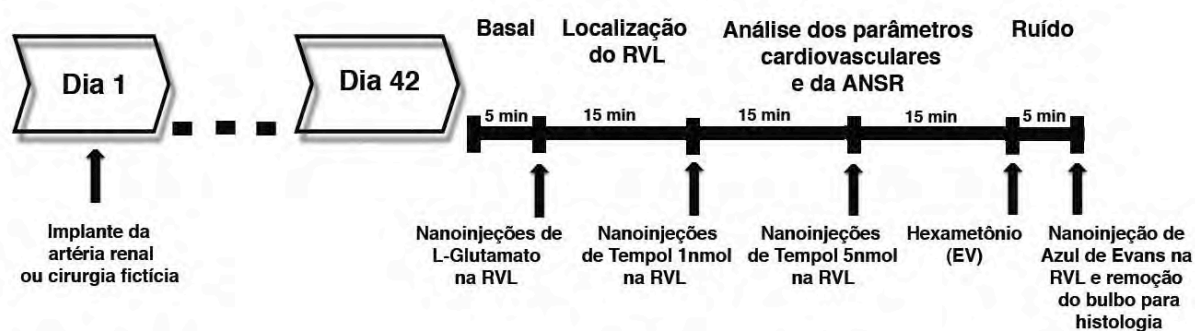 Basal
Localização
do RVL
Análise dos parâmetros
cardiovasculares
e da ANSR
Ruído
Dia 1
Dia 42
5 min
15 min
15 min
15 min
5 min
Implante da
artéria renal
ou cirurgia fictícia
Nanoinjeções de
L-Glutamato
na RVL
Nanoinjeções
de Tempol 1nmol
na RVL
Nanoinjeções
de Tempol 5nmol
na RVL
Hexametônio
(EV)
Nanoinjeção de
Azul de Evans na
RVL e remoção
do bulbo para
histologia